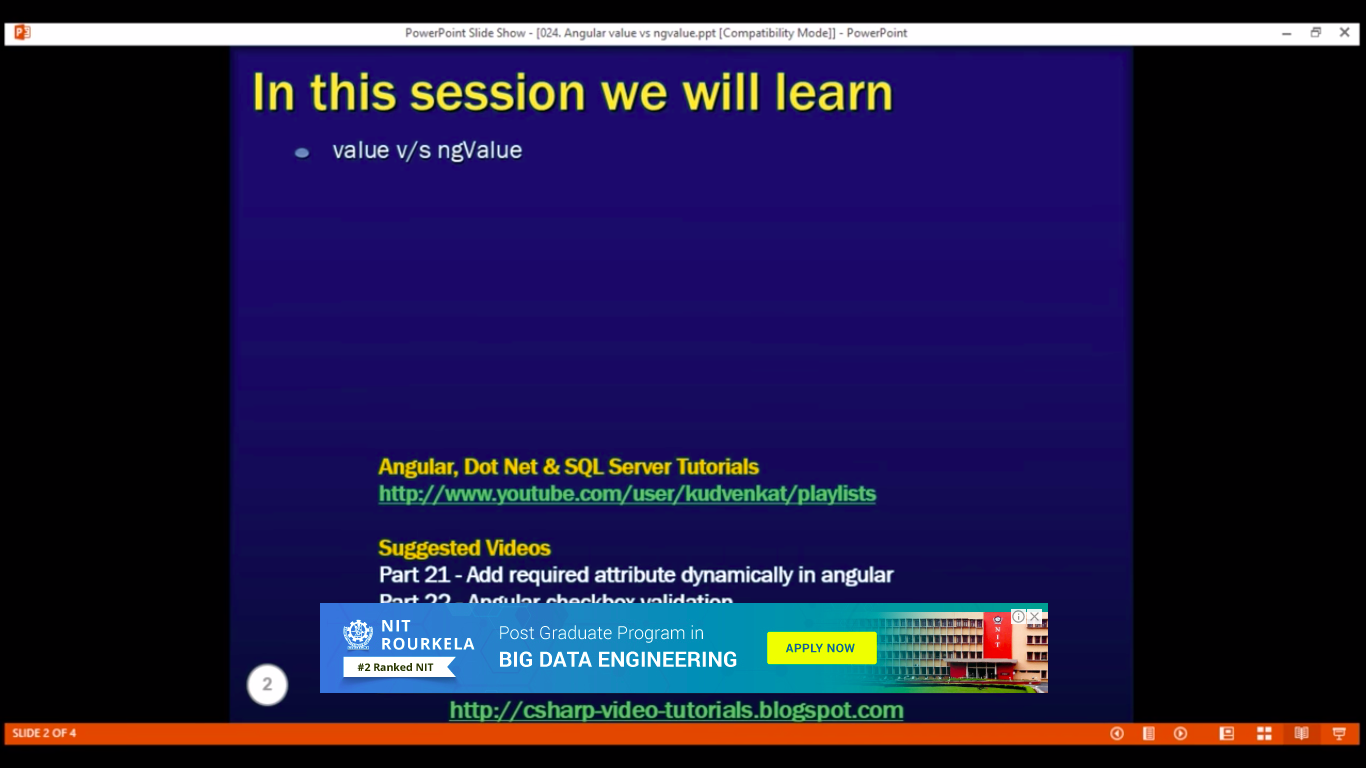 PowerPoint Slide Show - [024. Angular value vs ngvalue.ppt [Compatibility Mode]] - PowerPoint
In this session we will learn
value v/s ngValue
Angular, Dot Net & SQL Server Tutorials
http://www.youtube.com/user/kudvenkat/playlists
Suggested Videos
Part 21 - Add required attribute dynamically in angular
Part 22 - Angular checkbox validation
NIT
ROURKELA
#2 Ranked NIT
Post Graduate Program in
BIG DATA ENGINEERING
APPLY NOW
NIT
2
http://csharp-video-tutorials.blogspot.com
SLIDE 2 OF 4